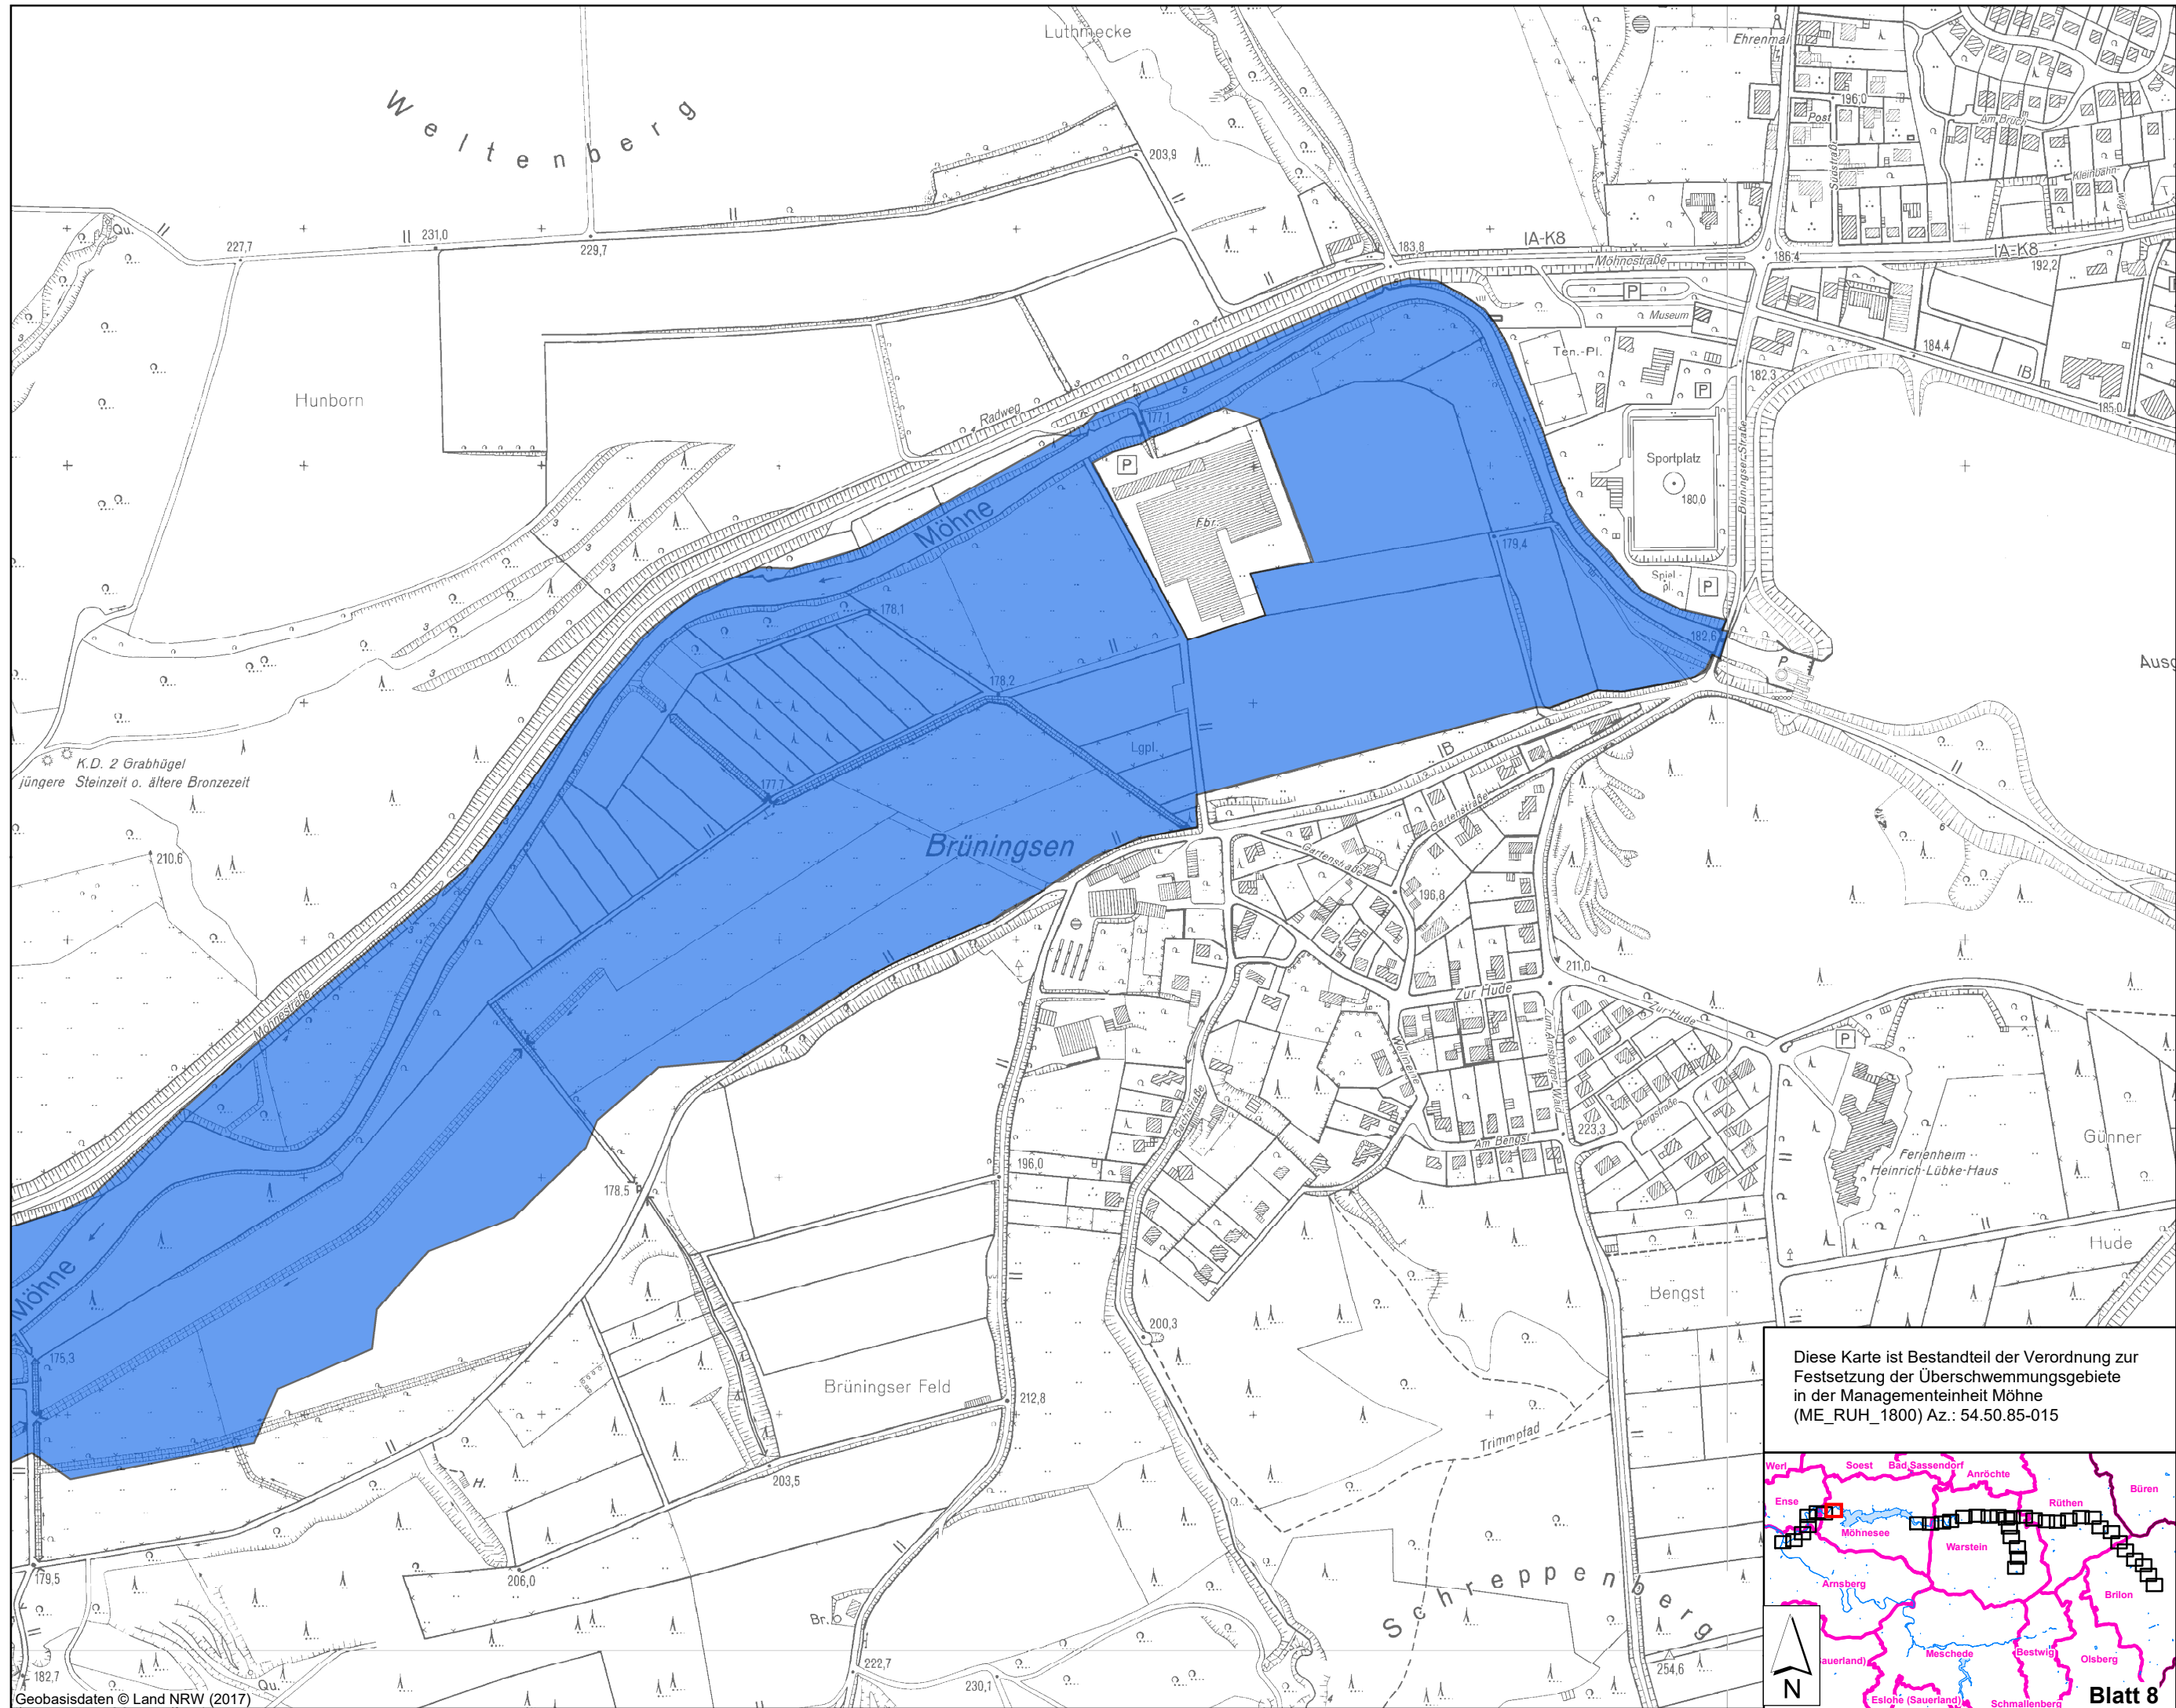 Luthmecke
Ehrenmal
Weltenberg
196,0
Post
Am Bruch
Südstraße
Kleinbahn-
weg
203,9
Qu.
227,7
231,0
229,7
183,8
IA-K8
Möhnestraße
186,4
IA-K8
192,2
P
Museum
Ten.-Pl.
184,4
IB
182,3
P
185,0
Hunborn
Radweg
177,1
P
Fbr.
Möhne
Sportplatz
180,0
Brüningser Straße
179,4
Spiel-
pl.
P
178,1
182,6
P
Ausg
178,2
Lgpl.
IB
K.D. 2 Grabhügel
jüngere Steinzeit o. ältere Bronzezeit
177,7
Brüningsen
Gartenstraße
Gartenstraße
210,6
196,8
211,0
Zur Hude
Zur Hude
Möhnestraße
Zum Arnsberger Wald
P
Bachstraße
Bergstraße
223,3
Am Bengst
Günner
Ferienheim
Heinrich-Lübke-Haus
196,0
178,5
Hude
Möhne
Bengst
200,3
175,3
Brüningser Feld
212,8
Trimmpfad
H.
203,5
179,5
206,0
Schreppenberg
Br.
182,7
Qu.
222,7
230,1
254,6
Geobasisdaten © Land NRW (2017)
Diese Karte ist Bestandteil der Verordnung zur
Festsetzung der Überschwemmungsgebiete
in der Managementeinheit Möhne
(ME_RUH_1800) Az.: 54.50.85-015
Werl
Soest
Bad Sassendorf
Anröchte
Büren
Ense
Rüthen
Möhnesee
Warstein
Arnsberg
Brilon
Meschede
Bestwig
Olsberg
auerland)
Eslohe (Sauerland)
Schmallenberg
N
Blatt 8